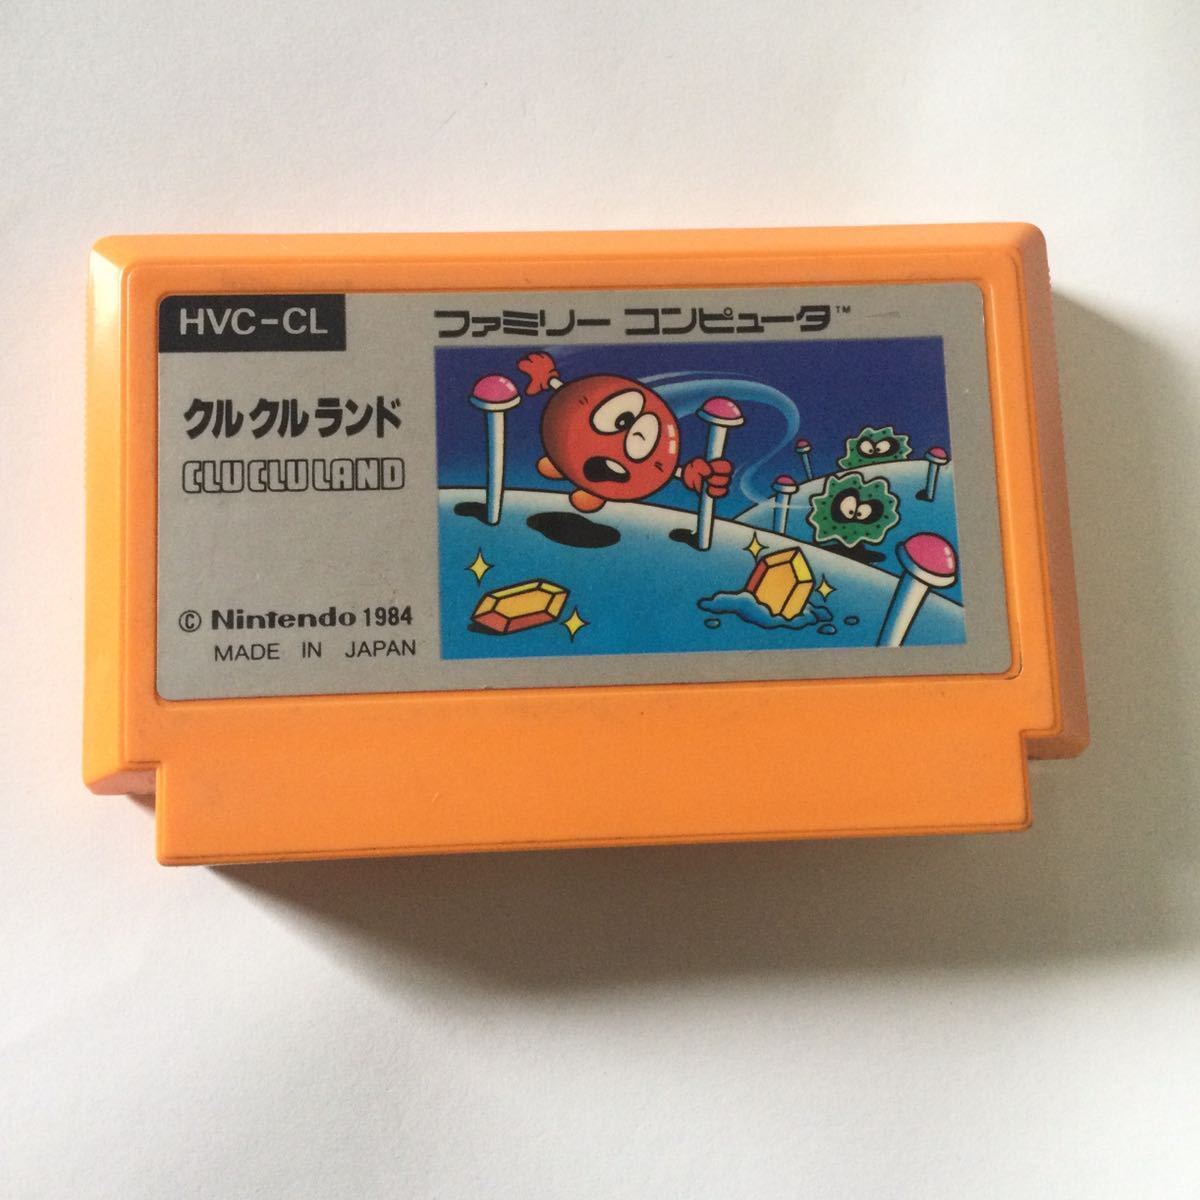 HVC-CL
ファミリー コンピュータ™
クルクルランド
CLU CLU LAND
© Nintendo 1984
MADE IN JAPAN